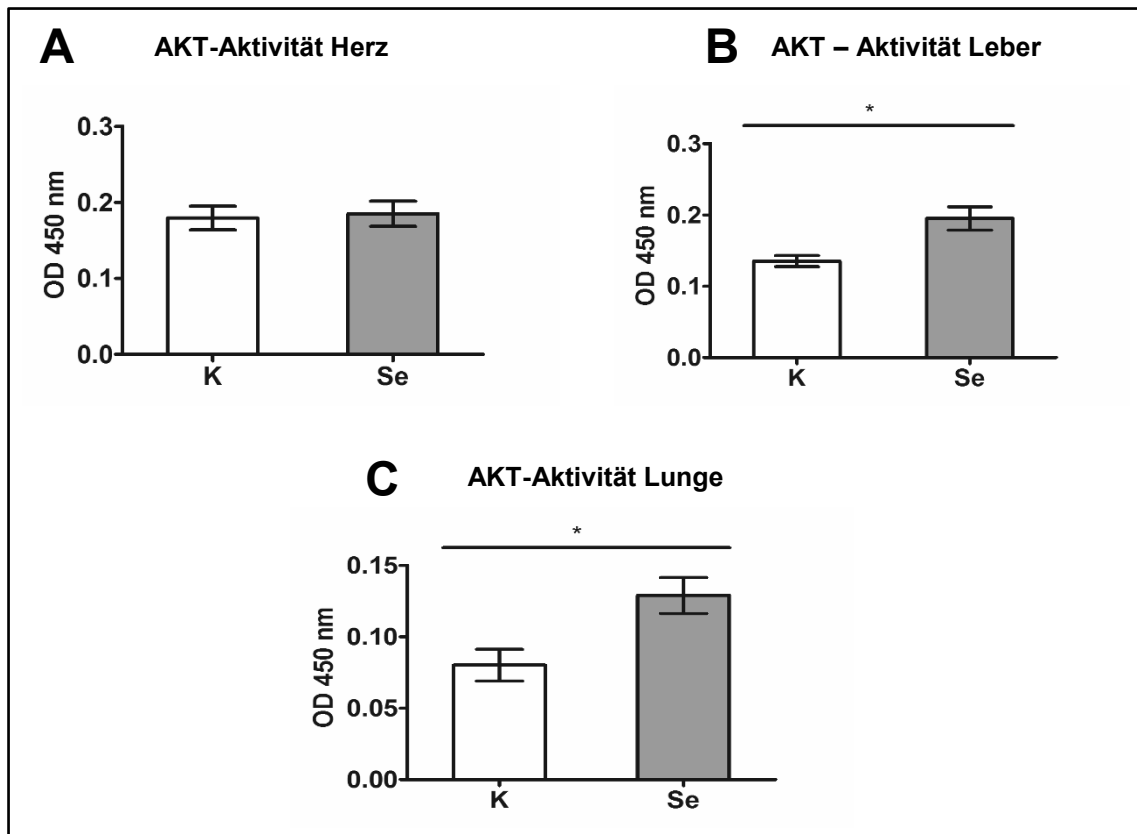 A AKT-Aktivität Herz
0.3
0.2
0.1
0.0
OD 450 nm
K Se
B AKT – Aktivität Leber
*
0.3
0.2
0.1
0.0
OD 450 nm
K Se
C AKT-Aktivität Lunge
*
0.15
0.10
0.05
0.00
OD 450 nm
K Se